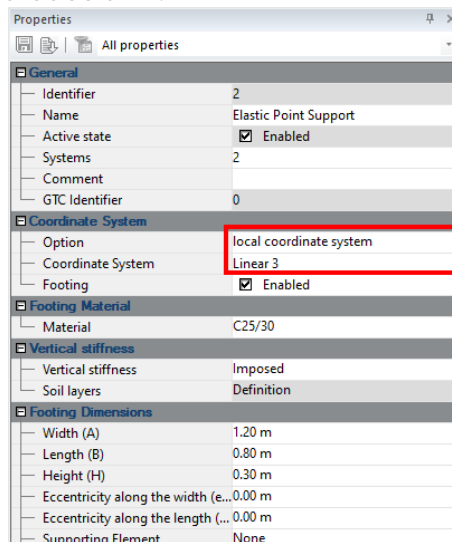 Properties
All properties
General
Identifier 2
Name Elastic Point Support
Active state Enabled
Systems 2
Comment
GTC Identifier 0
Coordinate System
Option local coordinate system
Coordinate System Linear 3
Footing Enabled
Footing Material
Material C25/30
Vertical stiffness
Vertical stiffness Imposed
Soil layers Definition
Footing Dimensions
Width (A) 1.20 m
Length (B) 0.80 m
Height (H) 0.30 m
Eccentricity along the width (e... 0.00 m
Eccentricity along the length (... 0.00 m
Supporting Element None